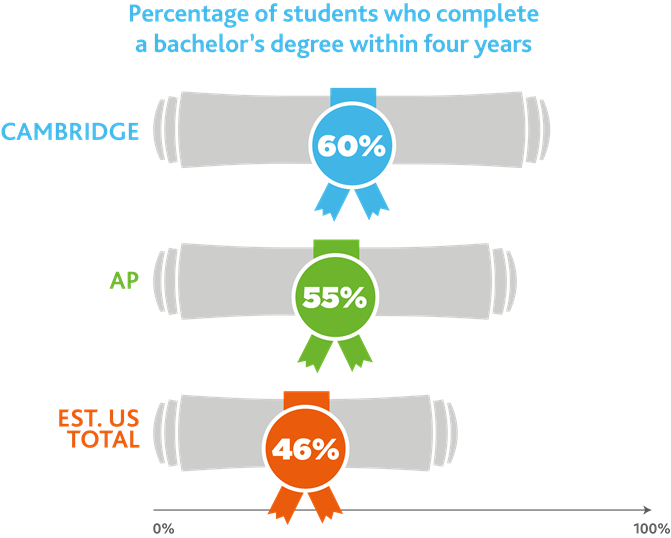 Percentage of students who complete
a bachelor’s degree within four years
CAMBRIDGE
60%
AP
55%
EST. US
TOTAL
46%
0%
100%